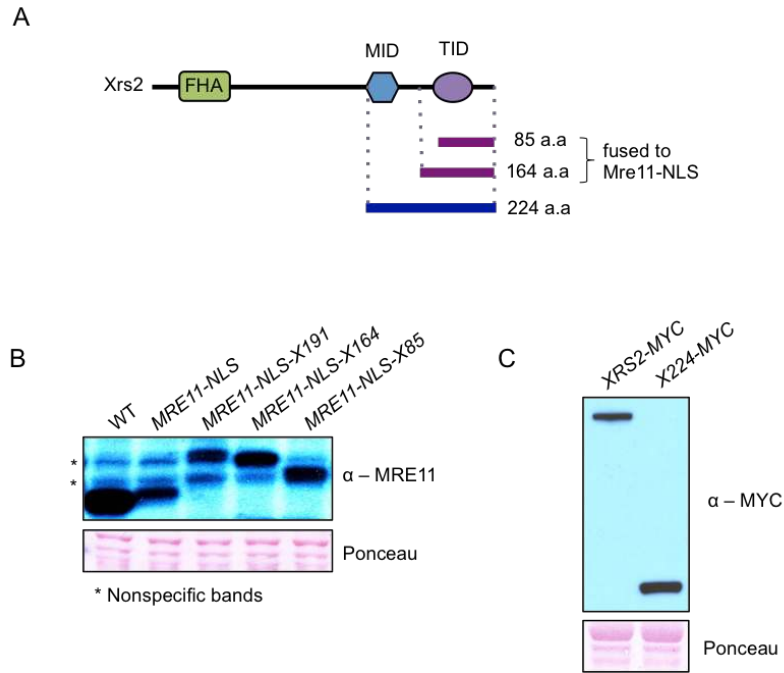 A
MID TID
Xrs2 FHA
85 a.a
164 a.a
fused to
Mre11-NLS
224 a.a
B
WT
MRE11-NLS
MRE11-NLS-X191
MRE11-NLS-X164
MRE11-NLS-X85
*
*
α – MRE11
Ponceau
* Nonspecific bands
C
XRS2-MYC
X224-MYC
α – MYC
Ponceau